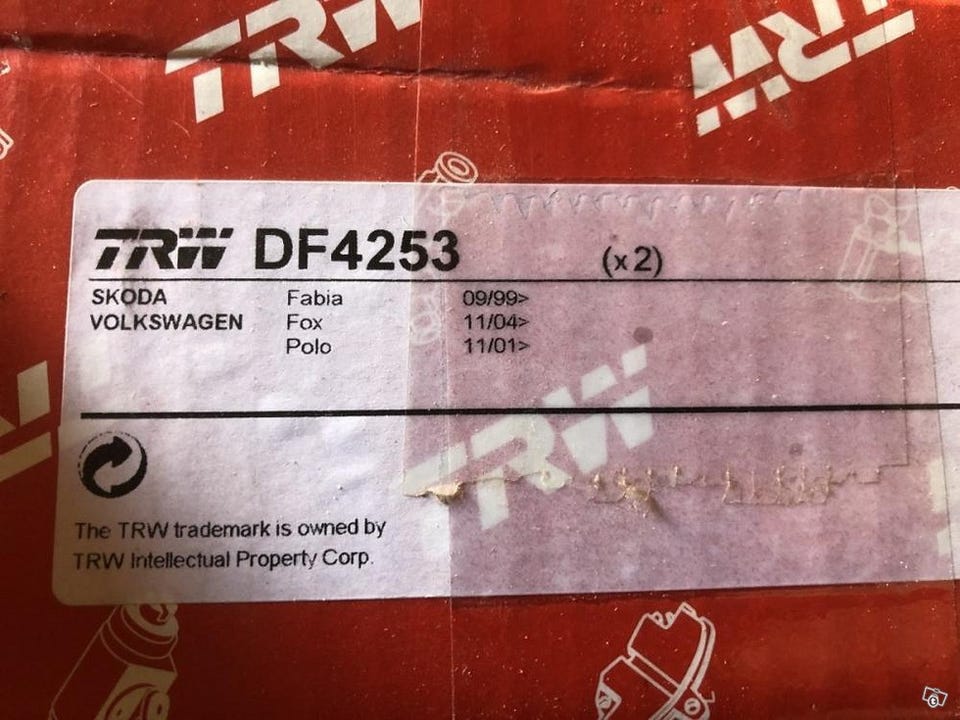 TRW TRW
TRW DF4253 (x2)
SKODA Fabia 09/99>
VOLKSWAGEN Fox 11/04>
Polo 11/01>
TRW
The TRW trademark is owned by
TRW Intellectual Property Corp.